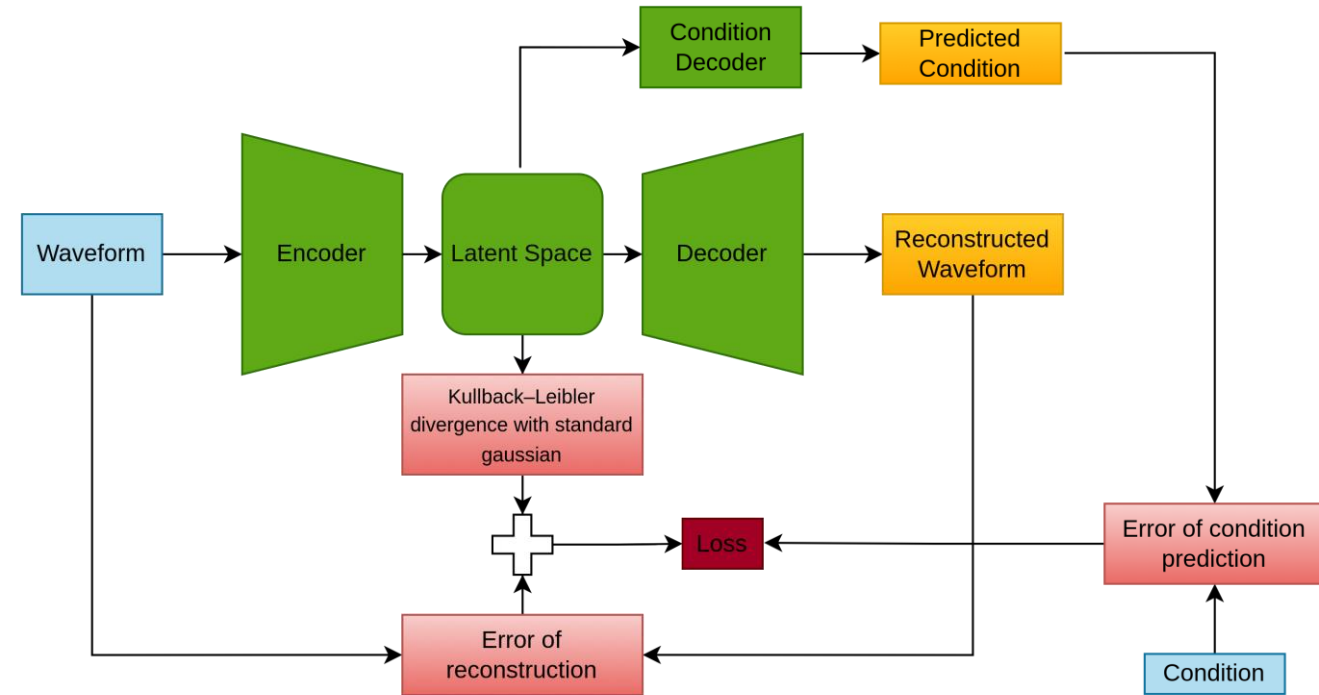 Condition
Decoder
Predicted
Condition
Waveform
Encoder
Latent Space
Decoder
Reconstructed
Waveform
Kullback–Leibler
divergence with standard
gaussian
Loss
Error of condition
prediction
Error of
reconstruction
Condition